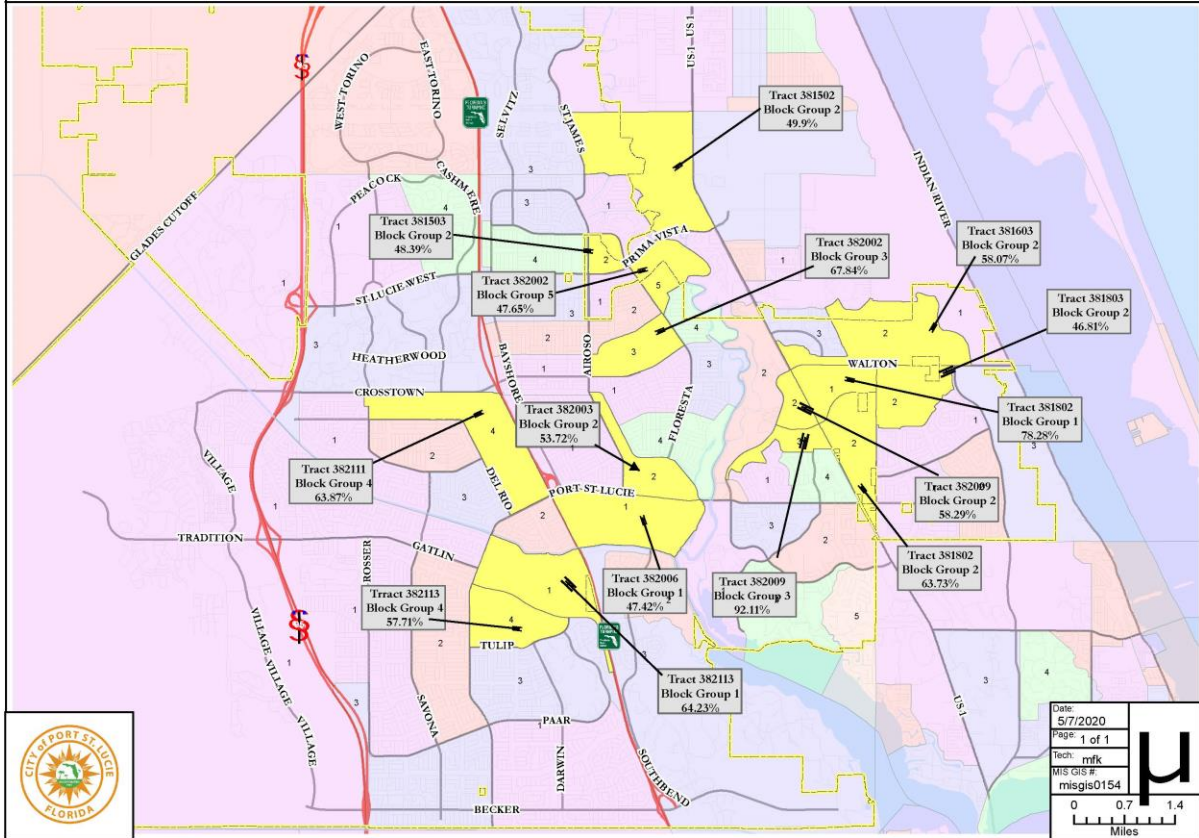 WEST-TORINO
EAST-TORINO
SELVITZ
ST.JAMES
US-1
US-1
FLORIDA'S TURNPIKE
Tract 381502
Block Group 2
49.9%
GLADES CUTOFF
PEACOCK
CASHMERE
INDIAN RIVER
Tract 381503
Block Group 2
48.39%
PRIMA-VISTA
Tract 382002
Block Group 3
67.84%
Tract 381603
Block Group 2
58.07%
ST LUCIE WEST
Tract 382002
Block Group 5
47.65%
Tract 381803
Block Group 2
46.81%
HEATHERWOOD
BAYSHORE
AIROSO
WALTON
CROSSTOWN
Tract 382003
Block Group 2
53.72%
FLORESTA
Tract 381802
Block Group 1
78.28%
Tract 382111
Block Group 4
63.87%
VILLAGE
DEL RIO
PORT-ST-LUCIE
Tract 382009
Block Group 2
58.29%
TRADITION
GATLIN
Tract 381802
Block Group 2
63.73%
ROSSER
Tract 382006
Block Group 1
47.42%
Tract 382009
Block Group 3
92.11%
Trract 382113
Block Group 4
57.71%
TULIP
Tract 382113
Block Group 1
64.23%
VILLAGE
VILLAGE
VILLAGE
SAVONA
PAAR
DARWIN
SOUTHBEND
US-1
BECKER
CITY of PORT ST. LUCIE
FLORIDA
Date:
5/7/2020
Page: 1 of 1
Tech: mfk
MIS GIS #:
misgis0154
µ
0 0.7 1.4
Miles